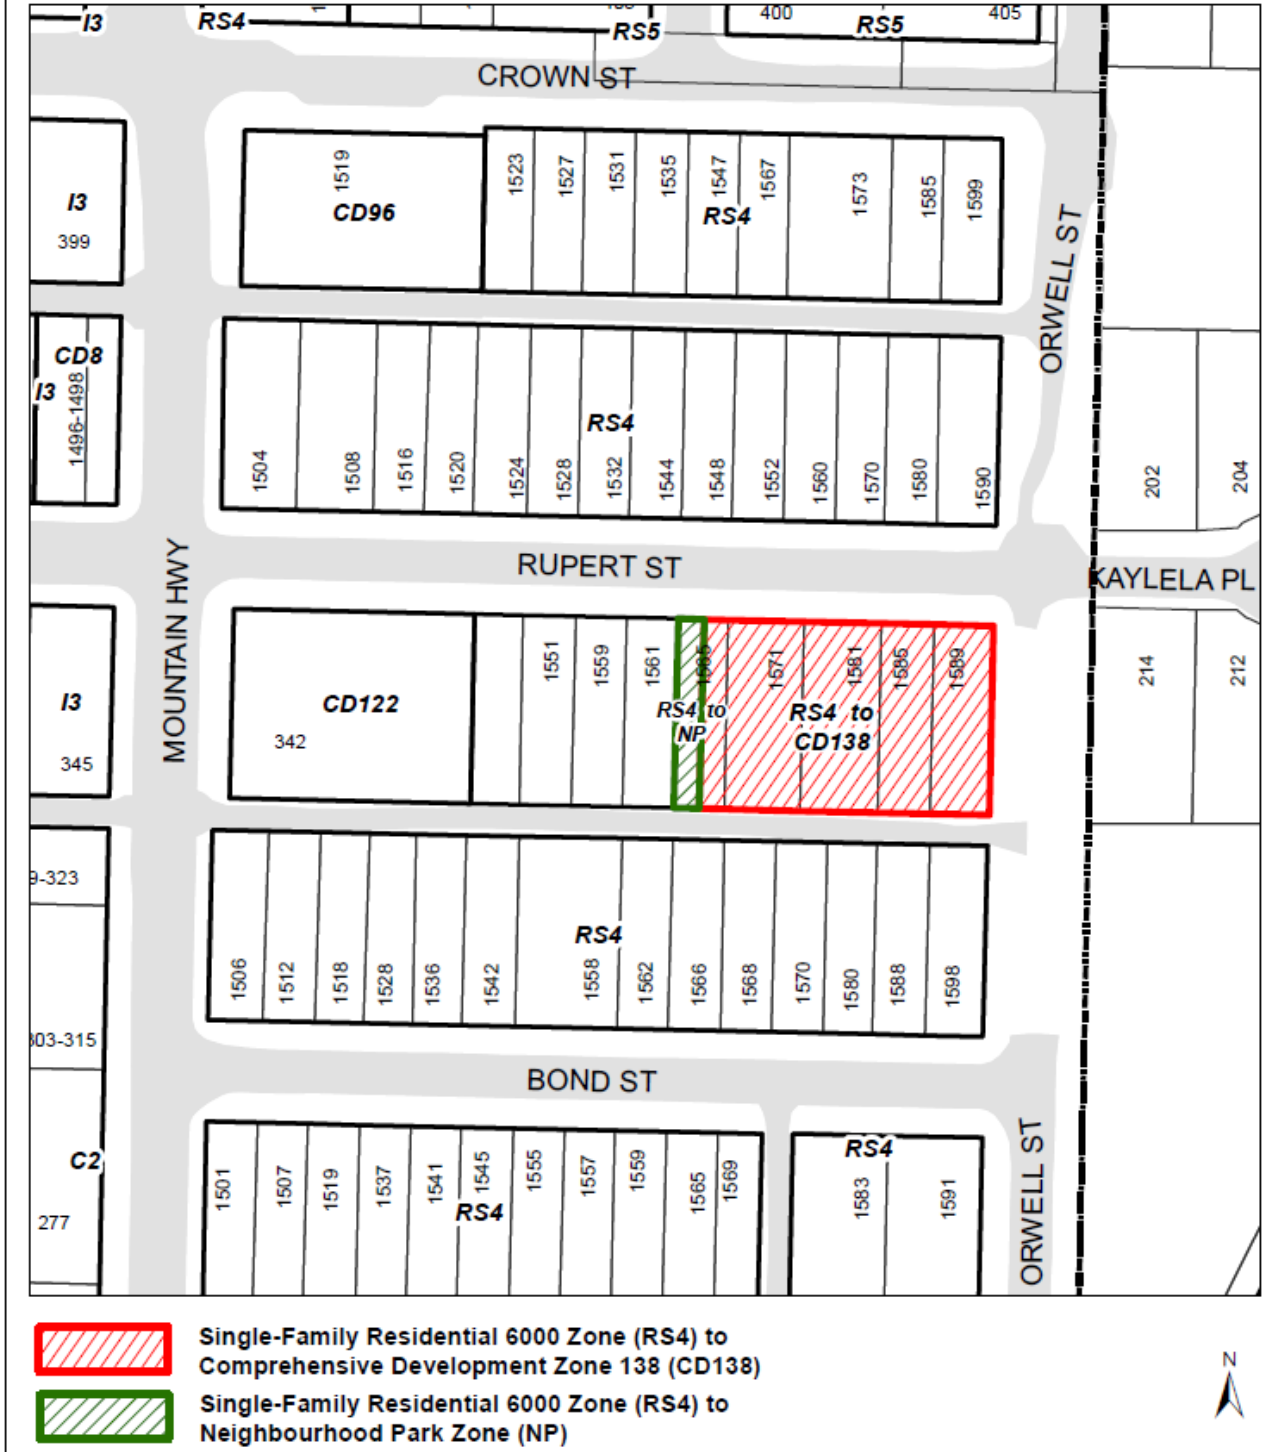 I3
RS4
RS5
400
RS5
405
CROWN ST
I3
399
1519
CD96
1523
1527
1531
1535
1547
1567
1573
1585
1599
RS4
ORWELL ST
CD8
I3
1496-1498
RS4
1504
1508
1516
1520
1524
1528
1532
1544
1548
1552
1560
1570
1580
1590
202
204
RUPERT ST
KAYLELA PL
MOUNTAIN HWY
I3
345
CD122
342
1551
1559
1561
1565
1571
1581
1585
1589
RS4 to
NP
RS4 to
CD138
214
212
9-323
303-315
RS4
1506
1512
1518
1528
1536
1542
1558
1562
1566
1568
1570
1580
1588
1598
BOND ST
C2
277
1501
1507
1519
1537
1541
1545
1555
1557
1559
1565
1569
RS4
RS4
1583
1591
ORWELL ST
Single-Family Residential 6000 Zone (RS4) to
Comprehensive Development Zone 138 (CD138)
Single-Family Residential 6000 Zone (RS4) to
Neighbourhood Park Zone (NP)
N